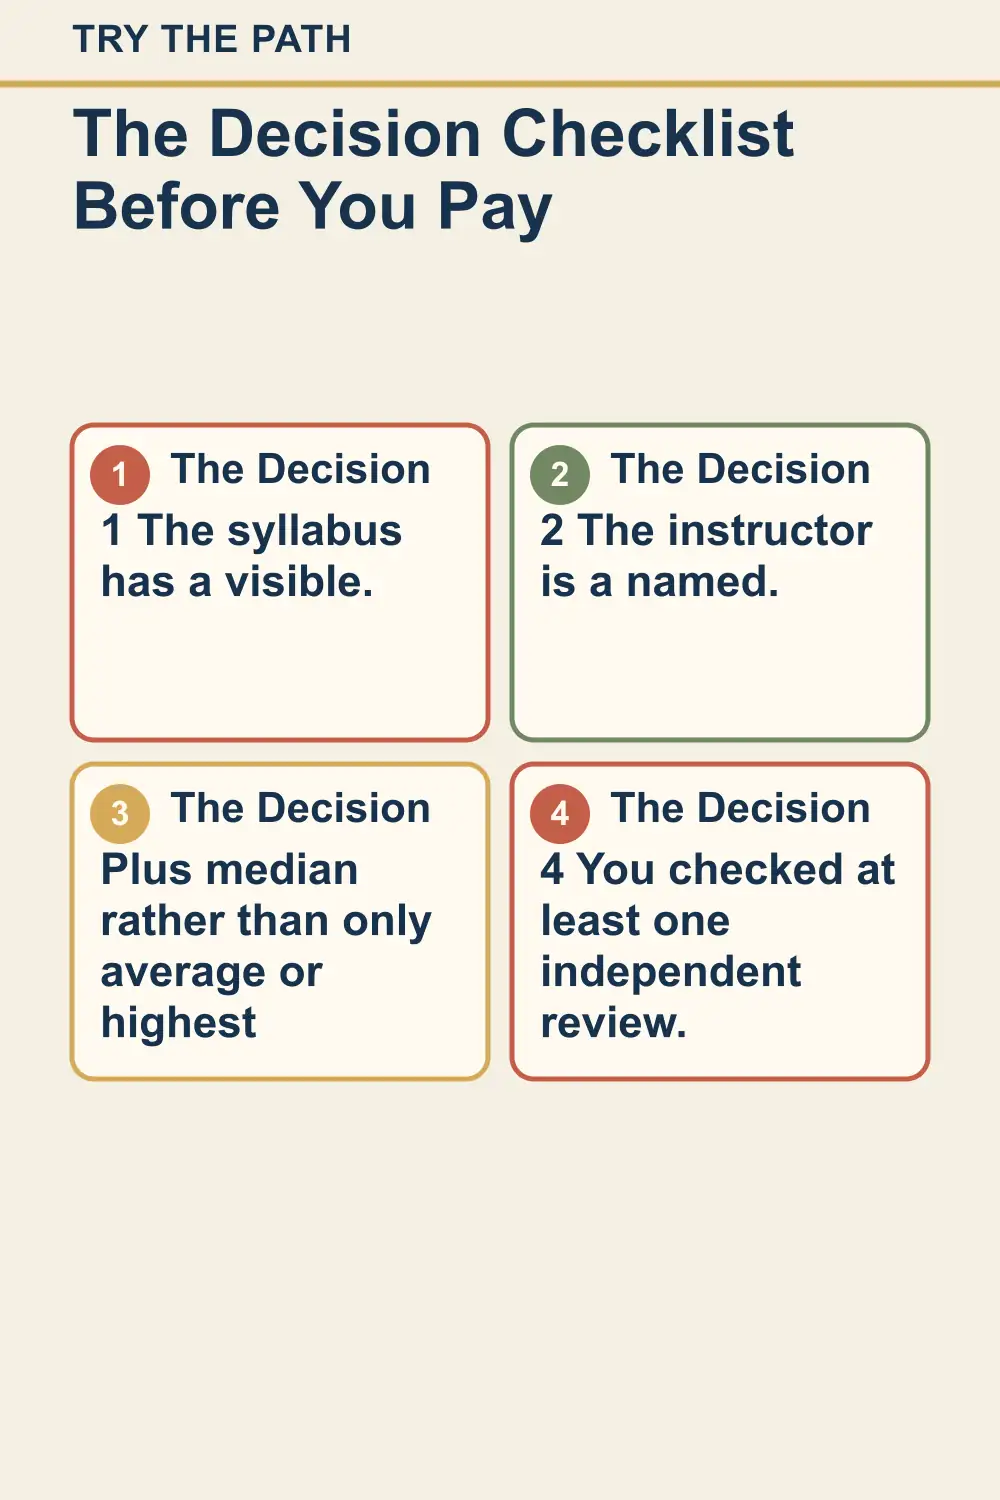 TRY THE PATH
The Decision Checklist
Before You Pay
1 The Decision
1 The syllabus
has a visible.
2 The Decision
2 The instructor
is a named.
3 The Decision
Plus median
rather than only
average or
highest
4 The Decision
4 You checked at
least one
independent
review.